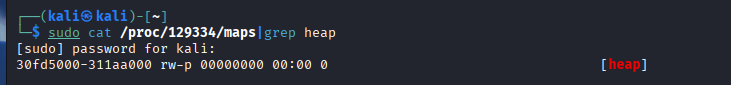 ┌──(kali㉿kali)-[~]
└─$ sudo cat /proc/129334/maps|grep heap
[sudo] password for kali:
30fd5000-311aa000 rw-p 00000000 00:00 0 [heap]